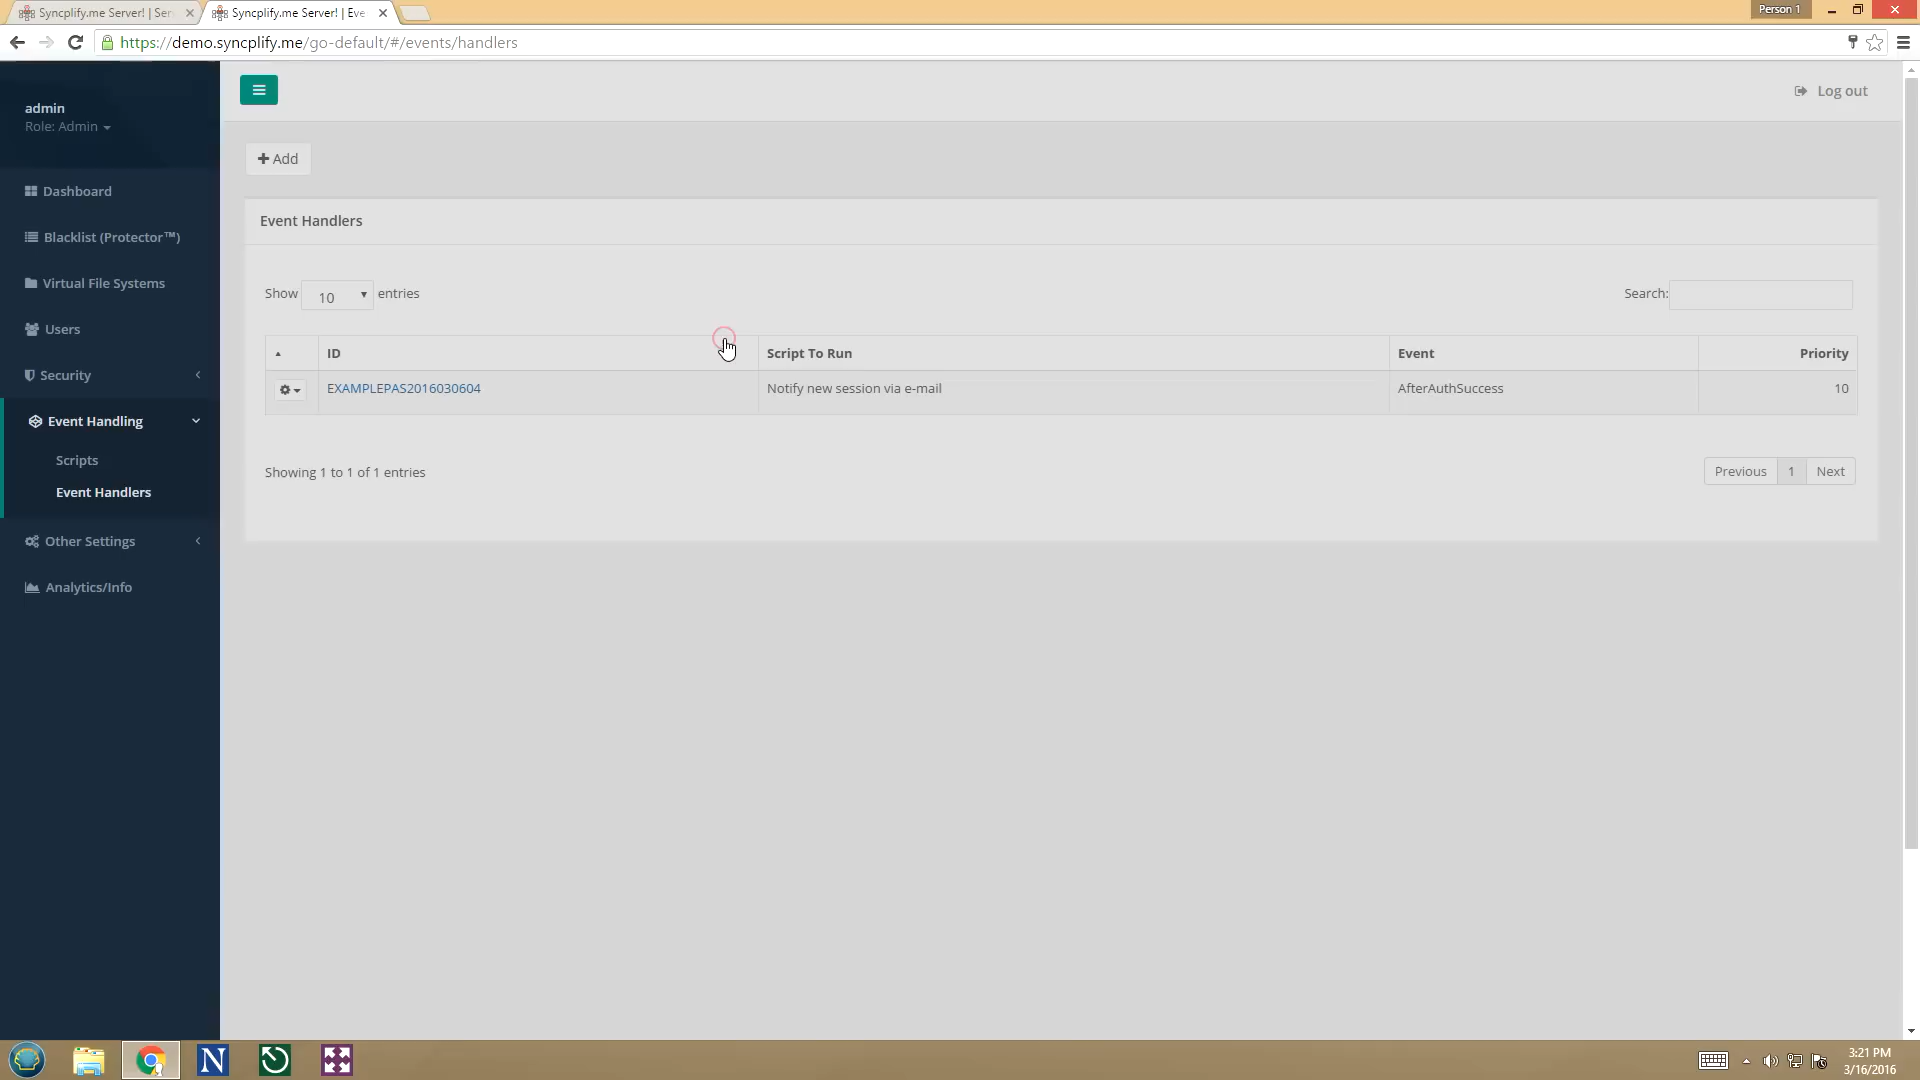 Syncplify.me Server! | Ser
Syncplify.me Server! | Eve
Person 1
https://demo.syncplify.me/go-default/#/events/handlers
admin
Role: Admin
Log out
Add
Dashboard
Blacklist (Protector™)
Virtual File Systems
Users
Security
Event Handling
Scripts
Event Handlers
Other Settings
Analytics/Info
Event Handlers
Show 10 entries
Search:
ID Script To Run Event Priority
EXAMPLEPAS2016030604 Notify new session via e-mail AfterAuthSuccess 10
Showing 1 to 1 of 1 entries
Previous 1 Next
N
3:21 PM
3/16/2016